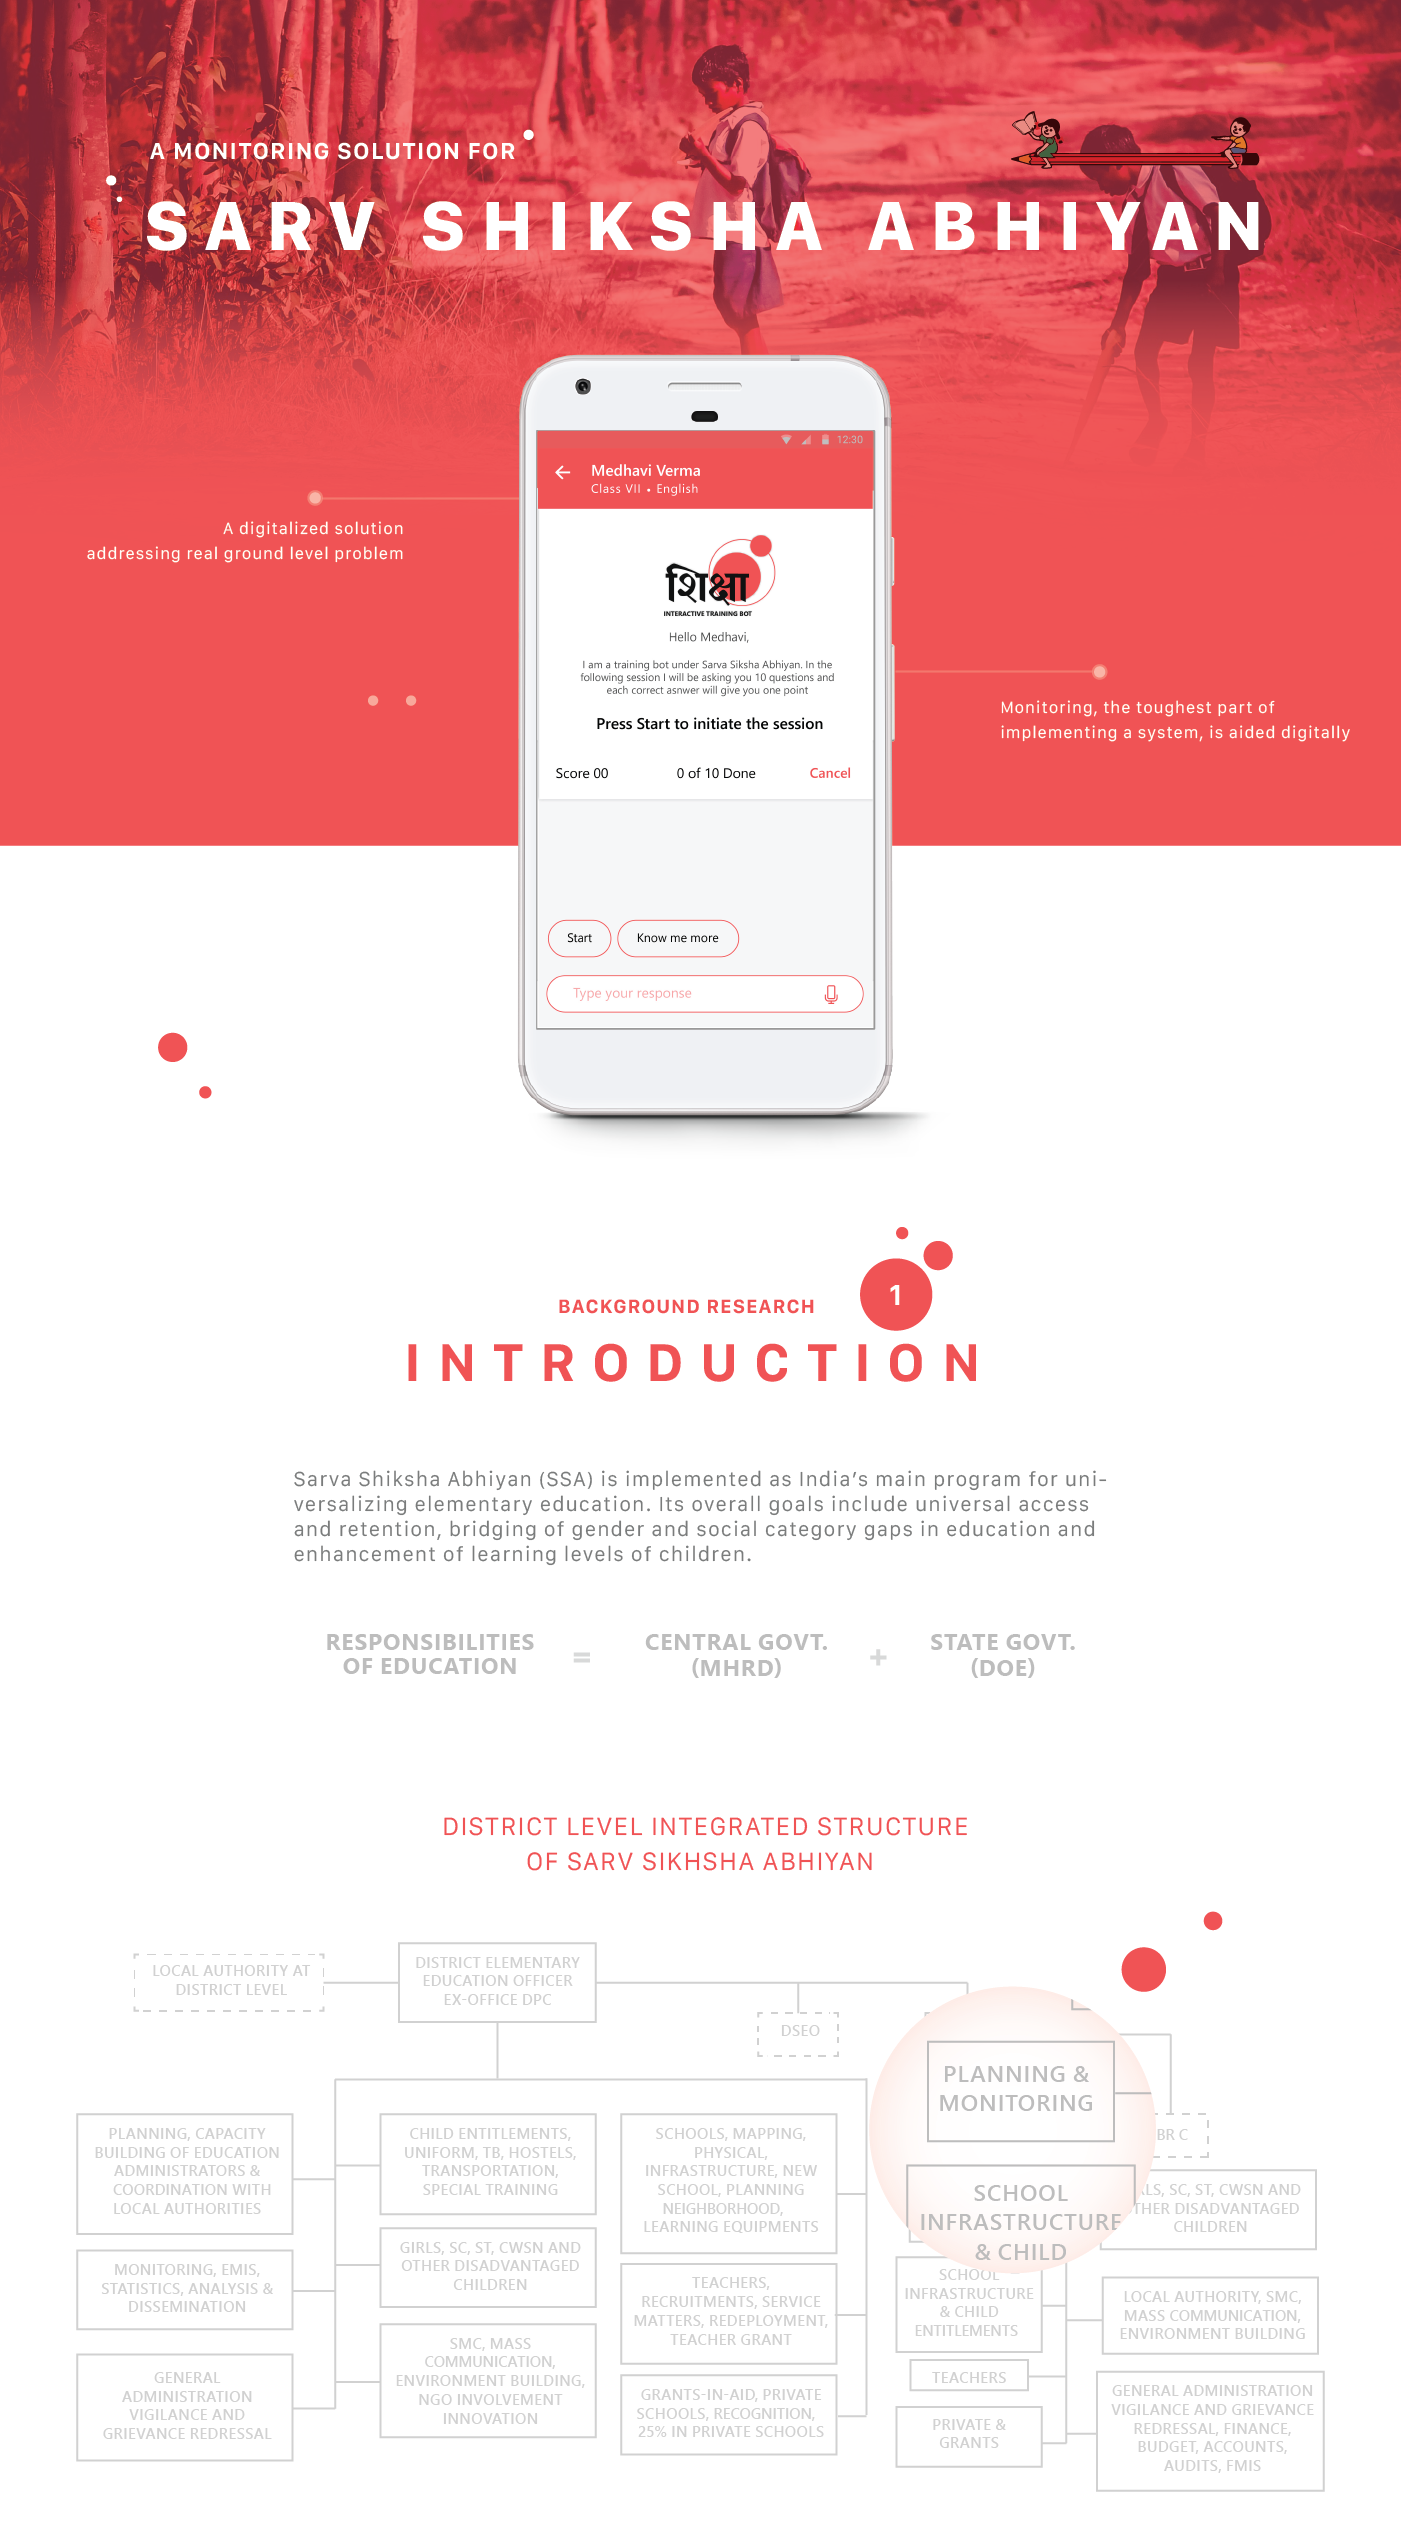 A MONITORING SOLUTION FOR
SARV SHIKSHA ABHIYAN
12:30
Medhavi Verma
Class VII • English
A digitalized solution
addressing real ground level problem
शिक्षा
INTERACTIVE TRAINING BOT
Hello Medhavi,
I am a training bot under Sarva Siksha Abhiyan. In the
following session I will be asking you 10 questions and
each correct asnwer will give you one point
Press Start to initiate the session
Score 00
0 of 10 Done
Cancel
Monitoring, the toughest part of
implementing a system, is aided digitally
Start
Know me more
Type your response
BACKGROUND RESEARCH
1
INTRODUCTION
Sarva Shiksha Abhiyan (SSA) is implemented as India’s main program for uni-
versalizing elementary education. Its overall goals include universal access
and retention, bridging of gender and social category gaps in education and
enhancement of learning levels of children.
RESPONSIBILITIES
OF EDUCATION
=
CENTRAL GOVT.
(MHRD)
+
STATE GOVT.
(DOE)
DISTRICT LEVEL INTEGRATED STRUCTURE
OF SARV SIKHSHA ABHIYAN
LOCAL AUTHORITY AT
DISTRICT LEVEL
DISTRICT ELEMENTARY
EDUCATION OFFICER
EX-OFFICE DPC
DSEO
PLANNING &
MONITORING
SCHOOL
INFRASTRUCTURE
& CHILD
BR C
PLANNING, CAPACITY
BUILDING OF EDUCATION
ADMINISTRATORS &
COORDINATION WITH
LOCAL AUTHORITIES
MONITORING, EMIS,
STATISTICS, ANALYSIS &
DISSEMINATION
GENERAL
ADMINISTRATION
VIGILANCE AND
GRIEVANCE REDRESSAL
CHILD ENTITLEMENTS,
UNIFORM, TB, HOSTELS,
TRANSPORTATION,
SPECIAL TRAINING
GIRLS, SC, ST, CWSN AND
OTHER DISADVANTAGED
CHILDREN
SMC, MASS
COMMUNICATION,
ENVIRONMENT BUILDING,
NGO INVOLVEMENT
INNOVATION
SCHOOLS, MAPPING,
PHYSICAL,
INFRASTRUCTURE, NEW
SCHOOL, PLANNING
NEIGHBORHOOD,
LEARNING EQUIPMENTS
TEACHERS,
RECRUITMENTS, SERVICE
MATTERS, REDEPLOYMENT,
TEACHER GRANT
GRANTS-IN-AID, PRIVATE
SCHOOLS, RECOGNITION,
25% IN PRIVATE SCHOOLS
SCHOOL
INFRASTRUCTURE
& CHILD
ENTITLEMENTS
TEACHERS
PRIVATE &
GRANTS
SC, ST, CWSN AND
DISADVANTAGED
CHILDREN
LOCAL AUTHORITY, SMC,
MASS COMMUNICATION,
ENVIRONMENT BUILDING
GENERAL ADMINISTRATION
VIGILANCE AND GRIEVANCE
REDRESSAL, FINANCE,
BUDGET, ACCOUNTS,
AUDITS, FMIS